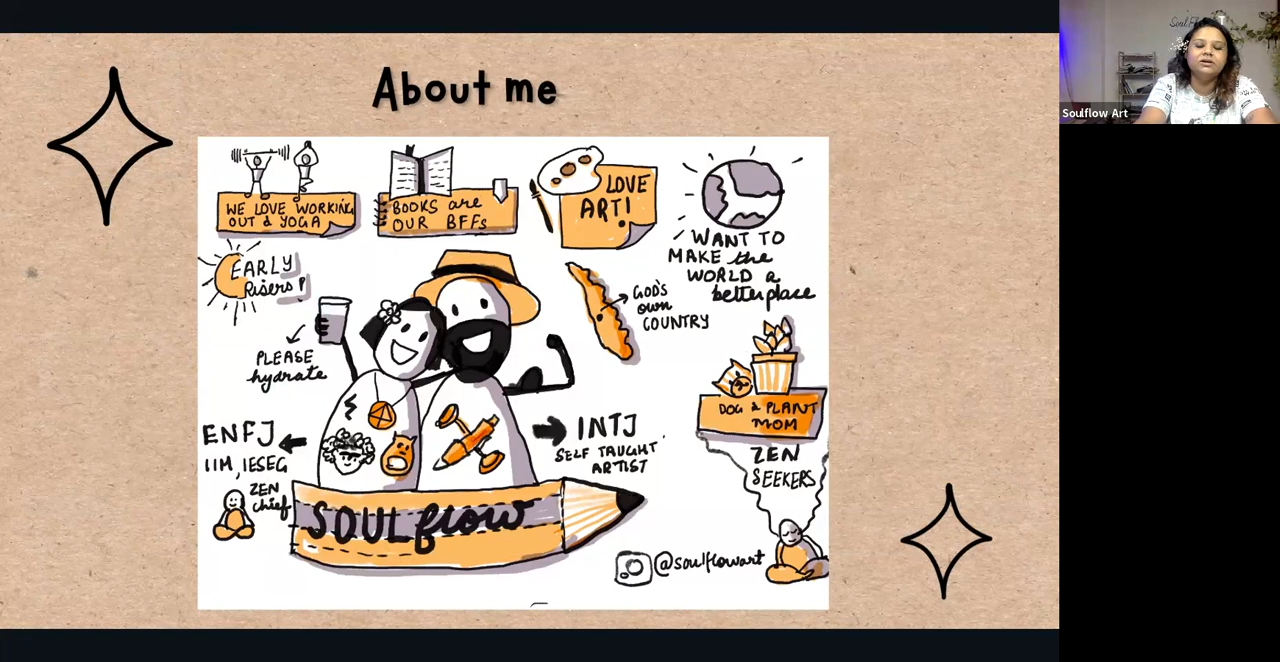 About me
WE LOVE WORKING
OUT & YOGA
BOOKS are
OUR BFFs
LOVE
ART!
WANT TO
MAKE the
WORLD a
better place
EARLY
Risers!
GOD'S
own
COUNTRY
PLEASE
hydrate
DOG & PLANT
MOM
ENFJ
IIM, IESEG
ZEN
chief
INTJ
SELF TAUGHT
ARTIST
ZEN
SEEKERS
SOULflow
@soulflowart
Soulflow Art